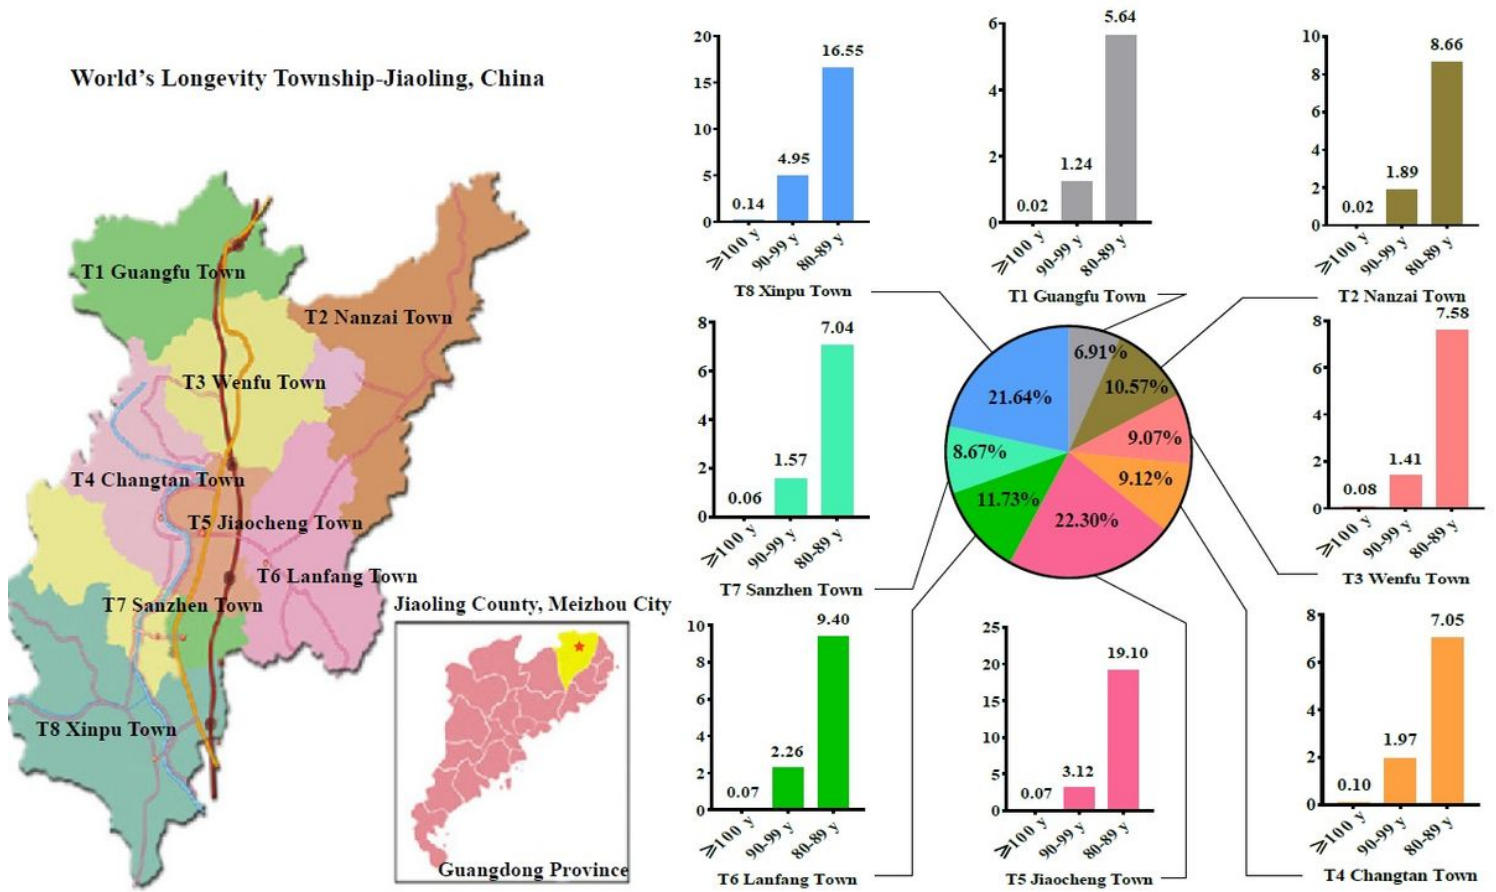 World's Longevity Township-Jiaoling, China
T1 Guangfu Town
T2 Nanzai Town
T3 Wenfu Town
T4 Changtan Town
T5 Jiaocheng Town
T6 Lanfang Town
T7 Sanzhen Town
T8 Xinpu Town
Jiaoling County, Meizhou City
Guangdong Province
20
15
10
5
0
0.14
4.95
16.55
⩾100 y
90-99 y
80-89 y
T8 Xinpu Town
6
4
2
0
0.02
1.24
5.64
⩾100 y
90-99 y
80-89 y
T1 Guangfu Town
10
8
6
4
2
0
0.02
1.89
8.66
⩾100 y
90-99 y
80-89 y
T2 Nanzai Town
8
6
4
2
0
0.06
1.57
7.04
⩾100 y
90-99 y
80-89 y
T7 Sanzhen Town
6.91%
10.57%
9.07%
9.12%
22.30%
11.73%
8.67%
21.64%
8
6
4
2
0
0.08
1.41
7.58
⩾100 y
90-99 y
80-89 y
T3 Wenfu Town
10
8
6
4
2
0
0.07
2.26
9.40
⩾100 y
90-99 y
80-89 y
T6 Lanfang Town
25
20
15
10
5
0
0.07
3.12
19.10
⩾100 y
90-99 y
80-89 y
T5 Jiaocheng Town
8
6
4
2
0
0.10
1.97
7.05
⩾100 y
90-99 y
80-89 y
T4 Changtan Town